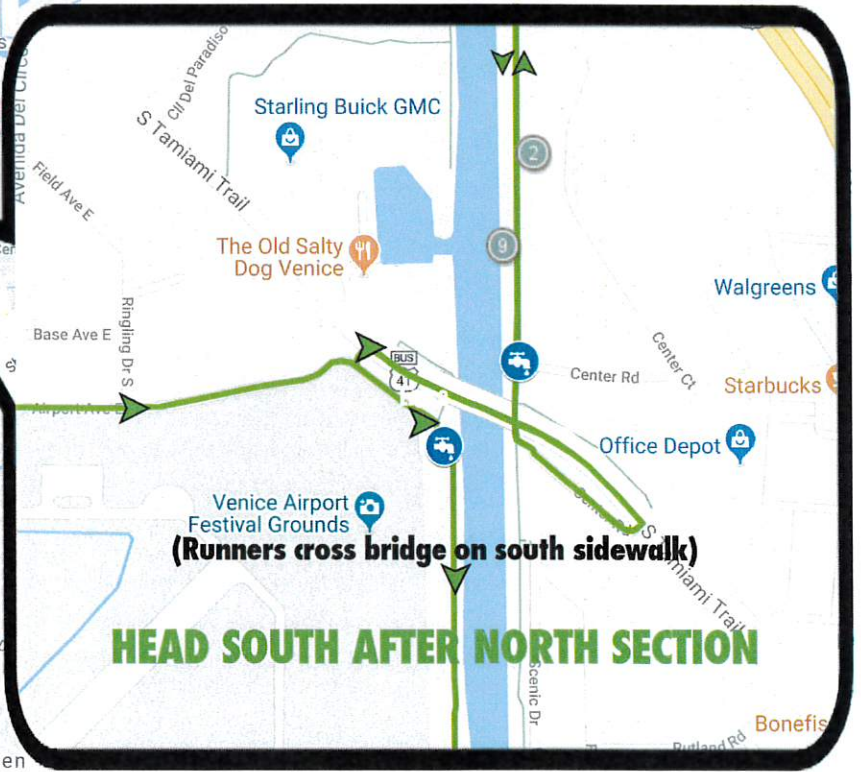 Avenida Del Circo
Cll Del Paradiso
S Tamiami Trail
Starling Buick GMC
Field Ave E
2
The Old Salty
Dog Venice
9
Walgreens
Base Ave E
Ringling Dr S
BUS
41
Center Ct
Center Rd
Starbucks
Airport Ave E
Office Depot
Venice Airport
Festival Grounds
Center Rd
S Tamiami Trail
(Runners cross bridge on south sidewalk)
HEAD SOUTH AFTER NORTH SECTION
Scenic Dr
Bonefis
Rutland Rd
en